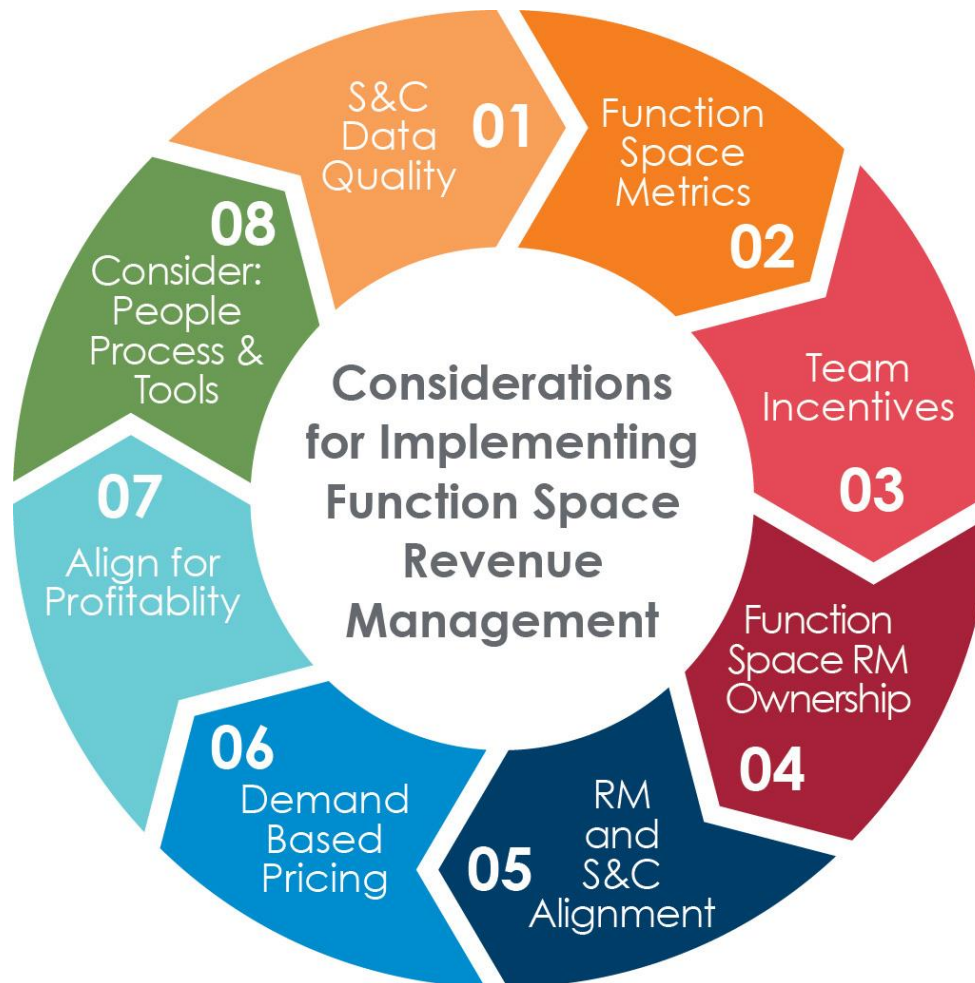 Considerations
for Implementing
Function Space
Revenue
Management
S&C
Data
Quality
01
Function
Space
Metrics
02
Team
Incentives
03
Function
Space RM
Ownership
04
RM
and
S&C
Alignment
05
06
Demand
Based
Pricing
07
Align for
Profitablity
08
Consider:
People
Process &
Tools